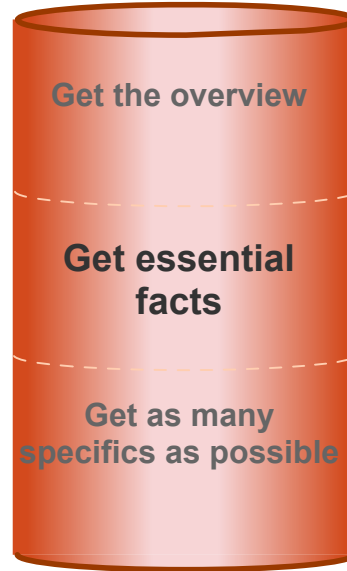 Get the overview
Get essential
facts
Get as many
specifics as possible